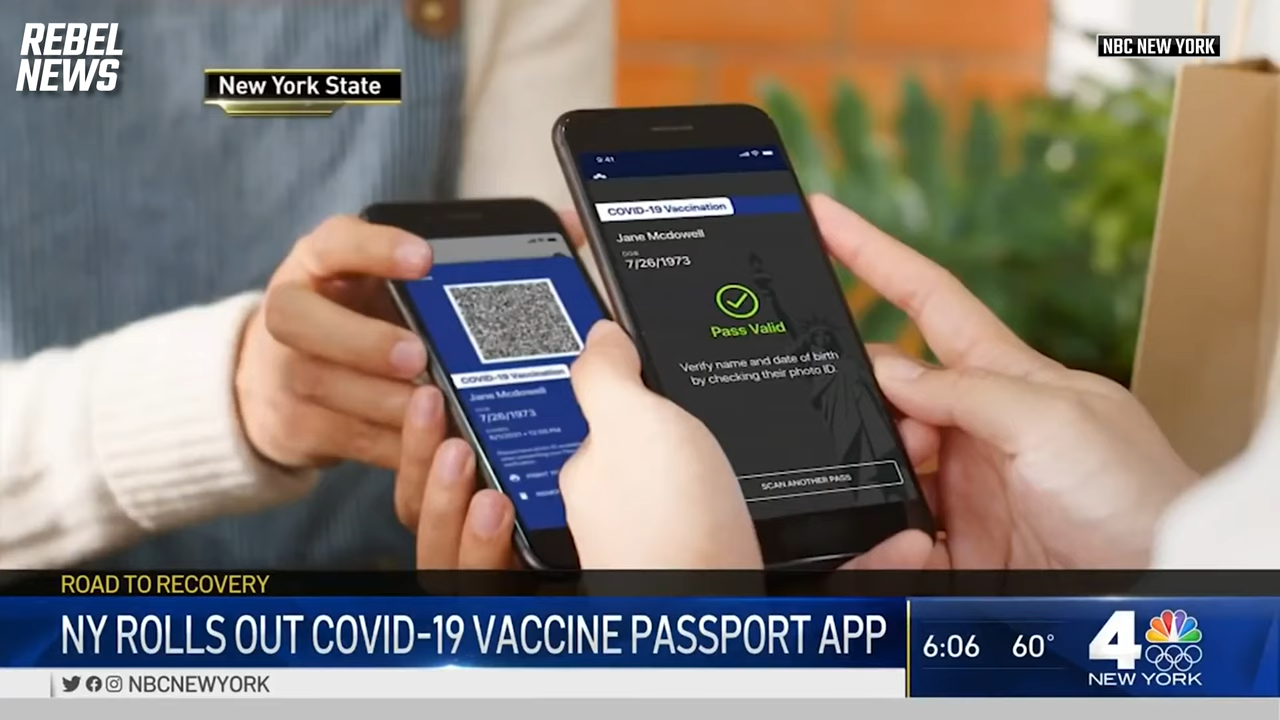 REBEL
NEWS
New York State
NBC NEW YORK
9:41
COVID-19 Vaccination
Jane Mcdowell
DOB
7/26/1973
Pass Valid
Verify name and date of birth
by checking their photo ID.
SCAN ANOTHER PASS
COVID-19 Vaccination
Jane Mcdowell
7/26/1973
ROAD TO RECOVERY
NY ROLLS OUT COVID-19 VACCINE PASSPORT APP
6:06 60°
4
NEW YORK
NBCNEWYORK